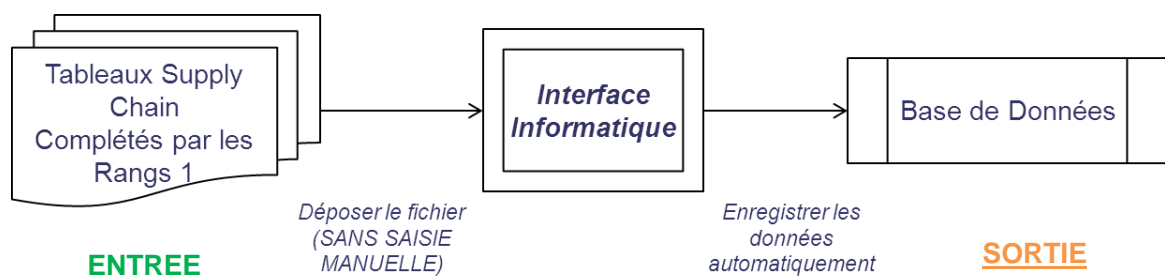 Tableaux Supply
Chain
Complétés par les
Rangs 1
Interface
Informatique
Base de Données
Déposer le fichier
(SANS SAISIE
MANUELLE)
Enregistrer les
données
automatiquement
ENTREE
SORTIE